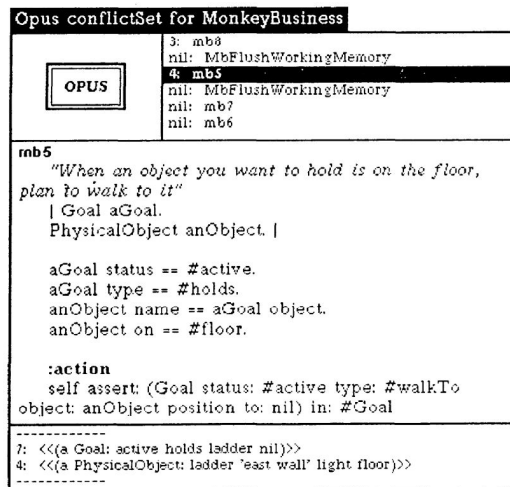 Opus conflictSet for MonkeyBusiness
OPUS
3: mb8
nil: MbFlushWorkingMemory
4: mb5
nil: MbFlushWorkingMemory
nil: mb7
nil: mb6
mb5
"When an object you want to hold is on the floor,
plan to walk to it"
| Goal aGoal.
PhysicalObject anObject. |
aGoal status == #active.
aGoal type == #holds.
anObject name == aGoal object.
anObject on == #floor.
:action
self assert: (Goal status: #active type: #walkTo
object: anObject position to: nil) in: #Goal
------------
7: <<(a Goal: active holds ladder nil)>>
4: <<(a PhysicalObject: ladder 'east wall' light floor)>>
------------